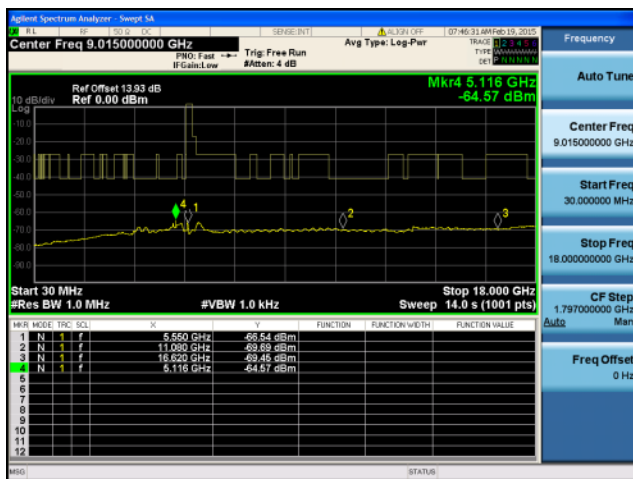 Agilent Spectrum Analyzer - Swept SA
RL RF 50 Ω DC SENSE:INT ALIGN OFF 07:46:31 AM Feb 19, 2015
Center Freq 9.015000000 GHz
PNO: Fast Trig: Free Run
IFGain:Low #Atten: 4 dB
Avg Type: Log-Pwr
TRACE 1 2 3 4 5 6
TYPE
DET P N N N N N
Ref Offset 13.93 dB
10 dB/div Ref 0.00 dBm
Log
Mkr4 5.116 GHz
-64.57 dBm
-10.0
-20.0
-30.0
-40.0
-50.0
-60.0
-70.0
-80.0
-90.0
4 1 2 3
Start 30 MHz Stop 18.000 GHz
#Res BW 1.0 MHz #VBW 1.0 kHz Sweep 14.0 s (1001 pts)
MKR MODE TRC SCL X Y FUNCTION FUNCTION WIDTH FUNCTION VALUE
1 N 1 f 5.550 GHz -66.54 dBm
2 N 1 f 11.080 GHz -69.69 dBm
3 N 1 f 16.620 GHz -69.45 dBm
4 N 1 f 5.116 GHz -64.57 dBm
5
6
7
8
9
10
11
12
MSG STATUS
Frequency
Auto Tune
Center Freq
9.015000000 GHz
Start Freq
30.000000 MHz
Stop Freq
18.000000000 GHz
CF Step
1.797000000 GHz
Auto Man
Freq Offset
0 Hz